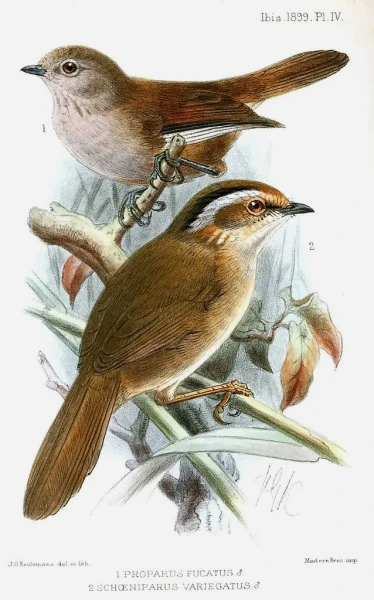 Ibis. 1899. Pl. IV.
1
2
J G Keulemans del et lith.
Mintern Bros. imp.
1. PROPARUS FUCATUS. ♂
2. SCHŒNIPARUS VARIEGATUS. ♂